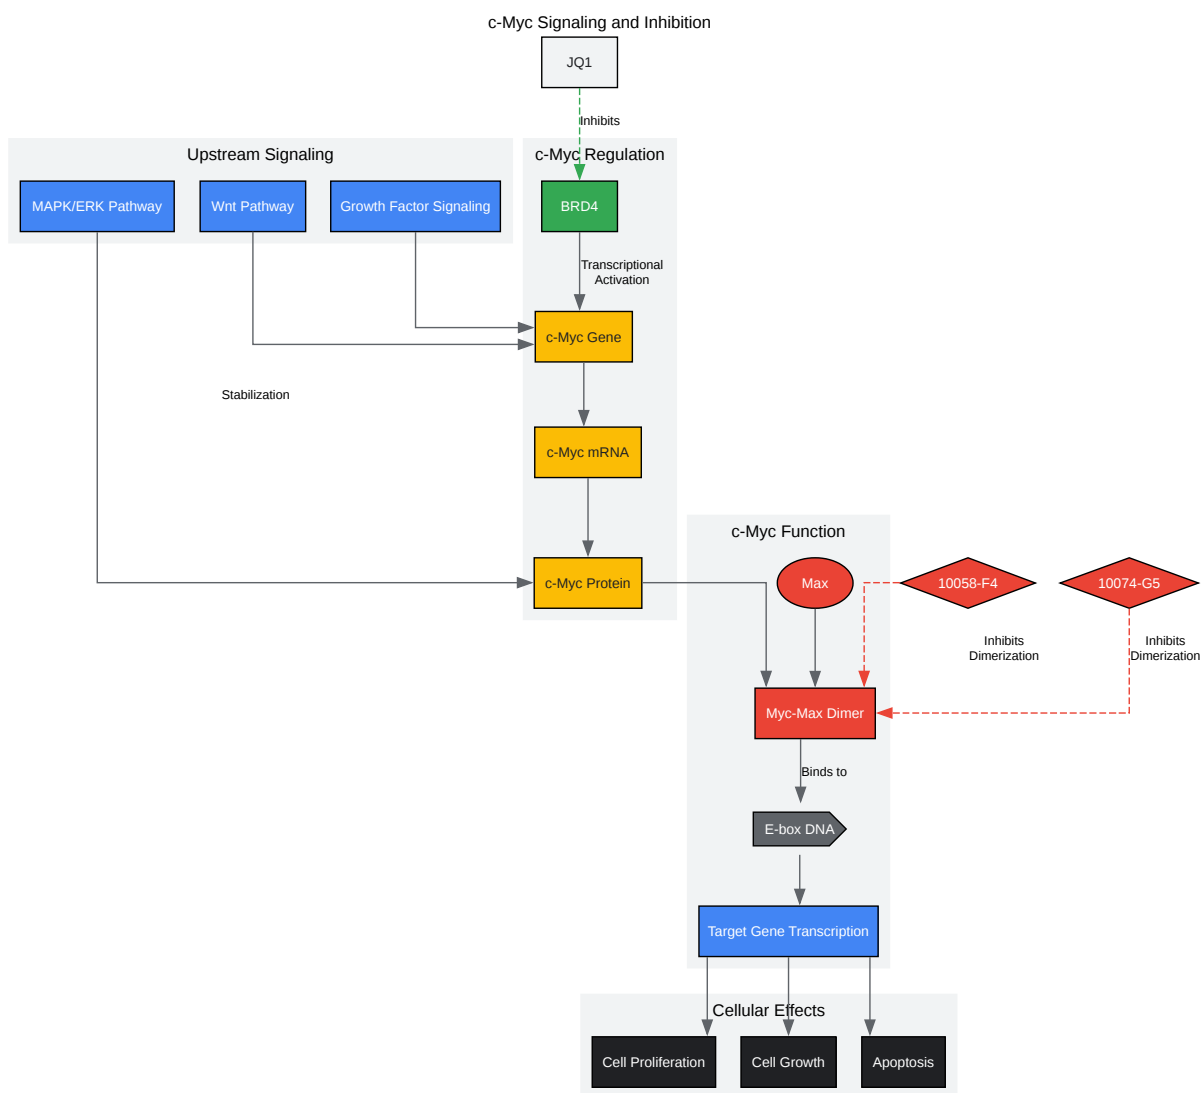 c-Myc Signaling and Inhibition
JQ1
Inhibits
Upstream Signaling
c-Myc Regulation
MAPK/ERK Pathway
Wnt Pathway
Growth Factor Signaling
BRD4
Transcriptional
Activation
c-Myc Gene
Stabilization
c-Myc mRNA
c-Myc Function
c-Myc Protein
Max
10058-F4
10074-G5
Inhibits
Dimerization
Inhibits
Dimerization
Myc-Max Dimer
Binds to
E-box DNA
Target Gene Transcription
Cellular Effects
Cell Proliferation
Cell Growth
Apoptosis